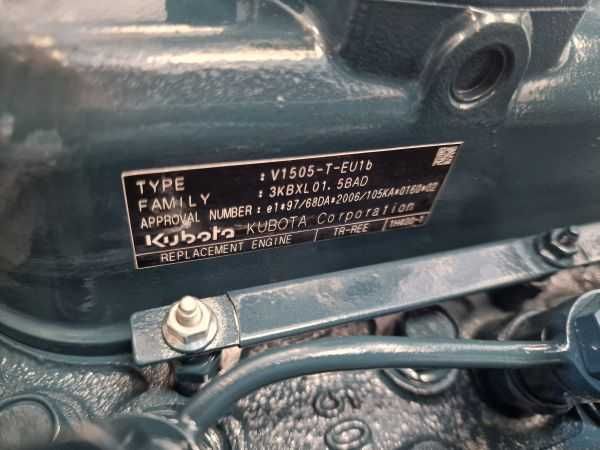 TYPE : V1505-T-EU1b
FAMILY : 3KBXL01.5BAD
APPROVAL NUMBER : e1*97/68DA*2006/105KA*0160*02
Kubota KUBOTA Corporation
REPLACEMENT ENGINE TR-REE
50